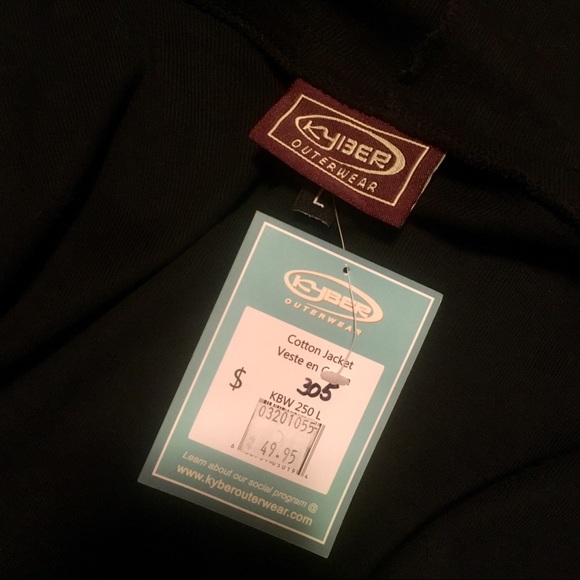 KYBER
OUTERWEAR
L
KYBER
OUTERWEAR
Cotton Jacket
Veste en
305
$
KBW 250 L
03201055
49.95
Learn about our social program @
www.kyberouterwear.com